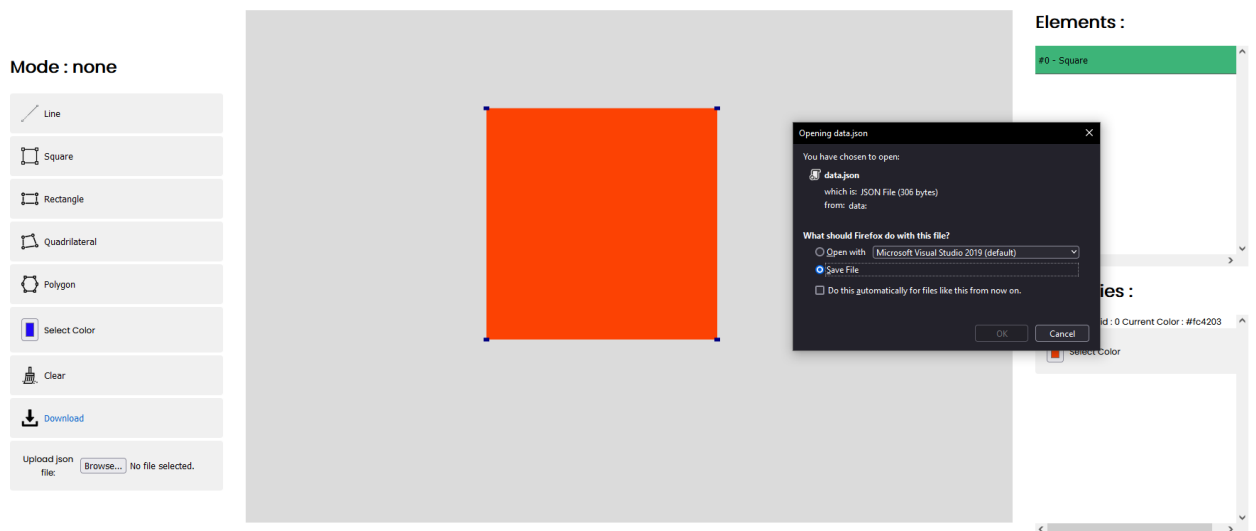 Mode : none
Line
Square
Rectangle
Quadrilateral
Polygon
Select Color
Clear
Download
Upload json
file:
Browse... No file selected.
Opening data.json
You have chosen to open:
data.json
which is: JSON File (306 bytes)
from: data:
What should Firefox do with this file?
Open with Microsoft Visual Studio 2019 (default)
Save File
Do this automatically for files like this from now on.
OK Cancel
Elements :
#0 - Square
ies :
id : 0 Current Color : #fc4203
Select Color